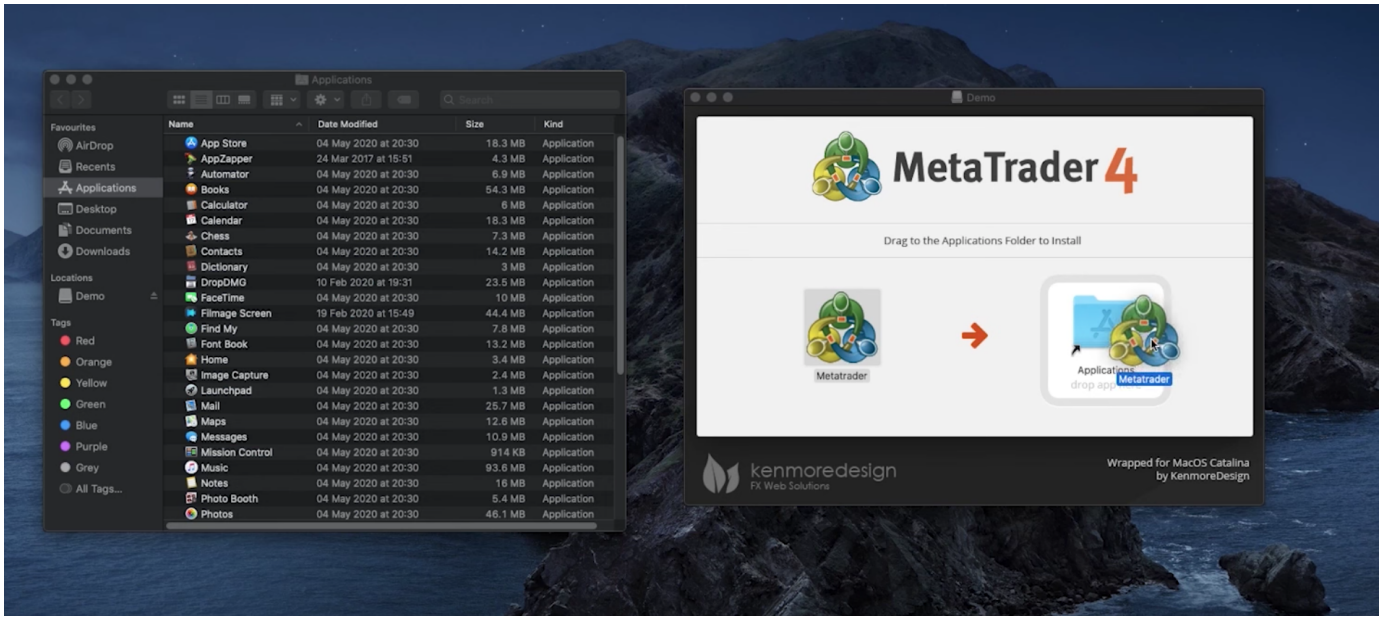 Applications
Search
Favourites
AirDrop
Recents
Applications
Desktop
Documents
Downloads
Locations
Demo
Tags
Red
Orange
Yellow
Green
Blue
Purple
Grey
All Tags...
Name Date Modified Size Kind
App Store 04 May 2020 at 20:30 18.3 MB Application
AppZapper 24 Mar 2017 at 15:51 4.3 MB Application
Automator 04 May 2020 at 20:30 6.9 MB Application
Books 04 May 2020 at 20:30 54.3 MB Application
Calculator 04 May 2020 at 20:30 6 MB Application
Calendar 04 May 2020 at 20:30 18.3 MB Application
Chess 04 May 2020 at 20:30 7.3 MB Application
Contacts 04 May 2020 at 20:30 14.2 MB Application
Dictionary 04 May 2020 at 20:30 3 MB Application
DropDMG 10 Feb 2020 at 19:31 23.5 MB Application
FaceTime 04 May 2020 at 20:30 10 MB Application
Filmage Screen 19 Feb 2020 at 15:49 44.4 MB Application
Find My 04 May 2020 at 20:30 7.8 MB Application
Font Book 04 May 2020 at 20:30 13.2 MB Application
Home 04 May 2020 at 20:30 3.4 MB Application
Image Capture 04 May 2020 at 20:30 2.4 MB Application
Launchpad 04 May 2020 at 20:30 1.3 MB Application
Mail 04 May 2020 at 20:30 25.7 MB Application
Maps 04 May 2020 at 20:30 12.6 MB Application
Messages 04 May 2020 at 20:30 10.9 MB Application
Mission Control 04 May 2020 at 20:30 914 KB Application
Music 04 May 2020 at 20:30 93.6 MB Application
Notes 04 May 2020 at 20:30 16 MB Application
Photo Booth 04 May 2020 at 20:30 5.4 MB Application
Photos 04 May 2020 at 20:30 46.1 MB Application
Demo
MetaTrader 4
Drag to the Applications Folder to Install
Metatrader
Applications
drop app
Metatrader
kenmoredesign
FX Web Solutions
Wrapped for MacOS Catalina
by KenmoreDesign